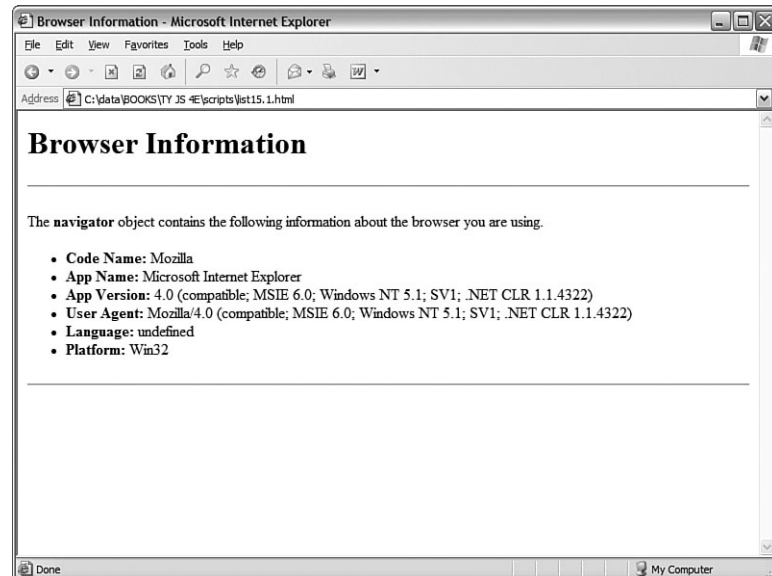 Browser Information - Microsoft Internet Explorer
File Edit View Favorites Tools Help
Address C:\data\BOOKS\TY JS 4E\scripts\list15.1.html
Browser Information
The navigator object contains the following information about the browser you are using.
• Code Name: Mozilla
• App Name: Microsoft Internet Explorer
• App Version: 4.0 (compatible; MSIE 6.0; Windows NT 5.1; SV1; .NET CLR 1.1.4322)
• User Agent: Mozilla/4.0 (compatible; MSIE 6.0; Windows NT 5.1; SV1; .NET CLR 1.1.4322)
• Language: undefined
• Platform: Win32
Done My Computer